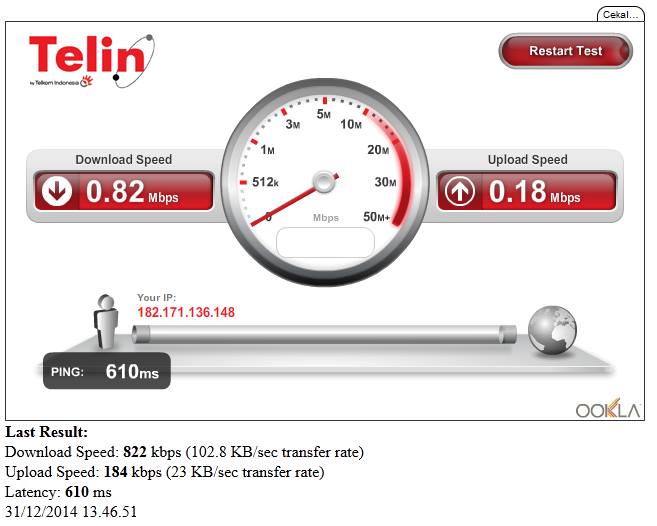 Cekal...
Telin
by Telkom Indonesia
Restart Test
Download Speed
0.82 Mbps
Upload Speed
0.18 Mbps
0
512k
1M
3M
5M
10M
20M
30M
50M+
Mbps
Your IP:
182.171.136.148
PING: 610ms
OOKLA
Last Result:
Download Speed: 822 kbps (102.8 KB/sec transfer rate)
Upload Speed: 184 kbps (23 KB/sec transfer rate)
Latency: 610 ms
31/12/2014 13.46.51